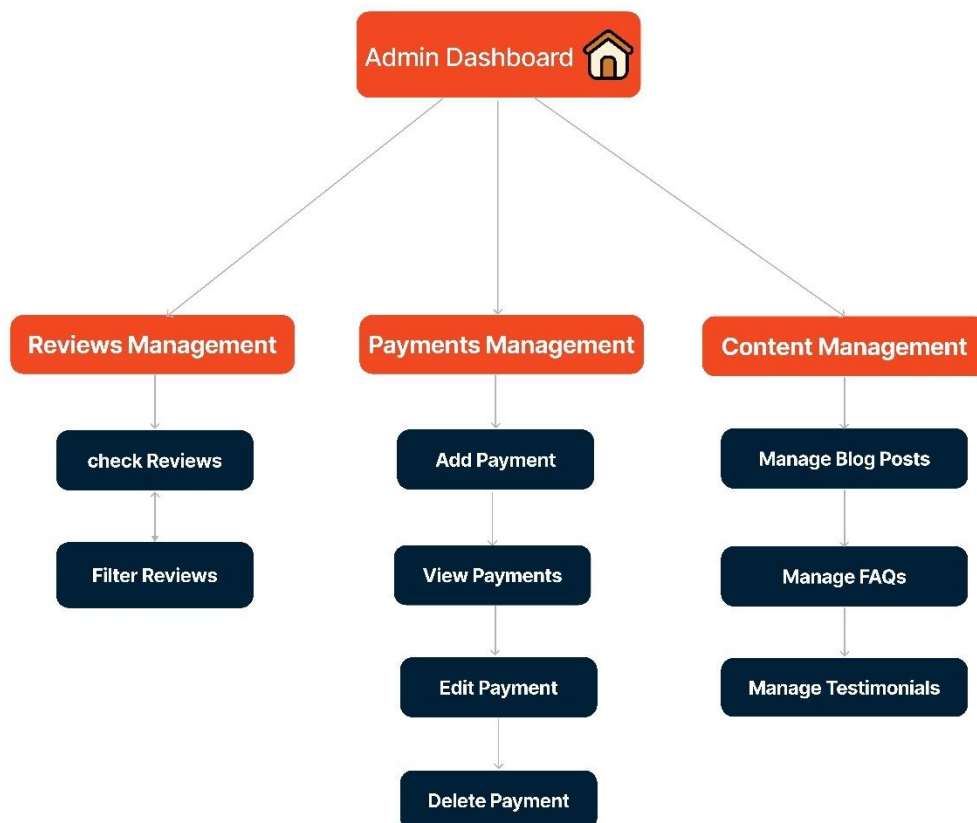 Admin Dashboard
Reviews Management
Payments Management
Content Management
check Reviews
Add Payment
Manage Blog Posts
Filter Reviews
View Payments
Manage FAQs
Edit Payment
Manage Testimonials
Delete Payment